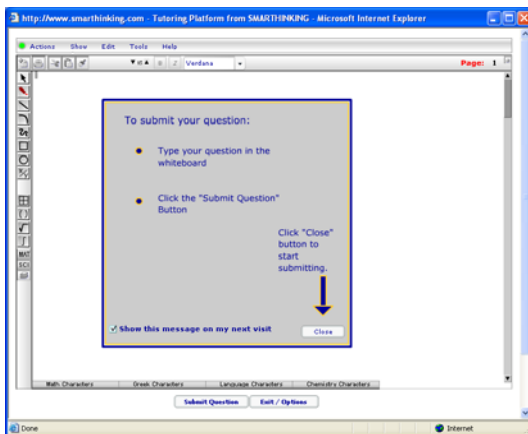 http://www.smarthinking.com - Tutoring Platform from SMARTHINKING - Microsoft Internet Explorer
Actions Show Edit Tools Help
Verdana
Page: 1
To submit your question:
Type your question in the
whiteboard
Click the "Submit Question"
Button
Click "Close"
button to
start
submitting.
Show this message on my next visit
Close
MAT
SCI
Math Characters Greek Characters Language Characters Chemistry Characters
Submit Question Exit / Options
Done Internet